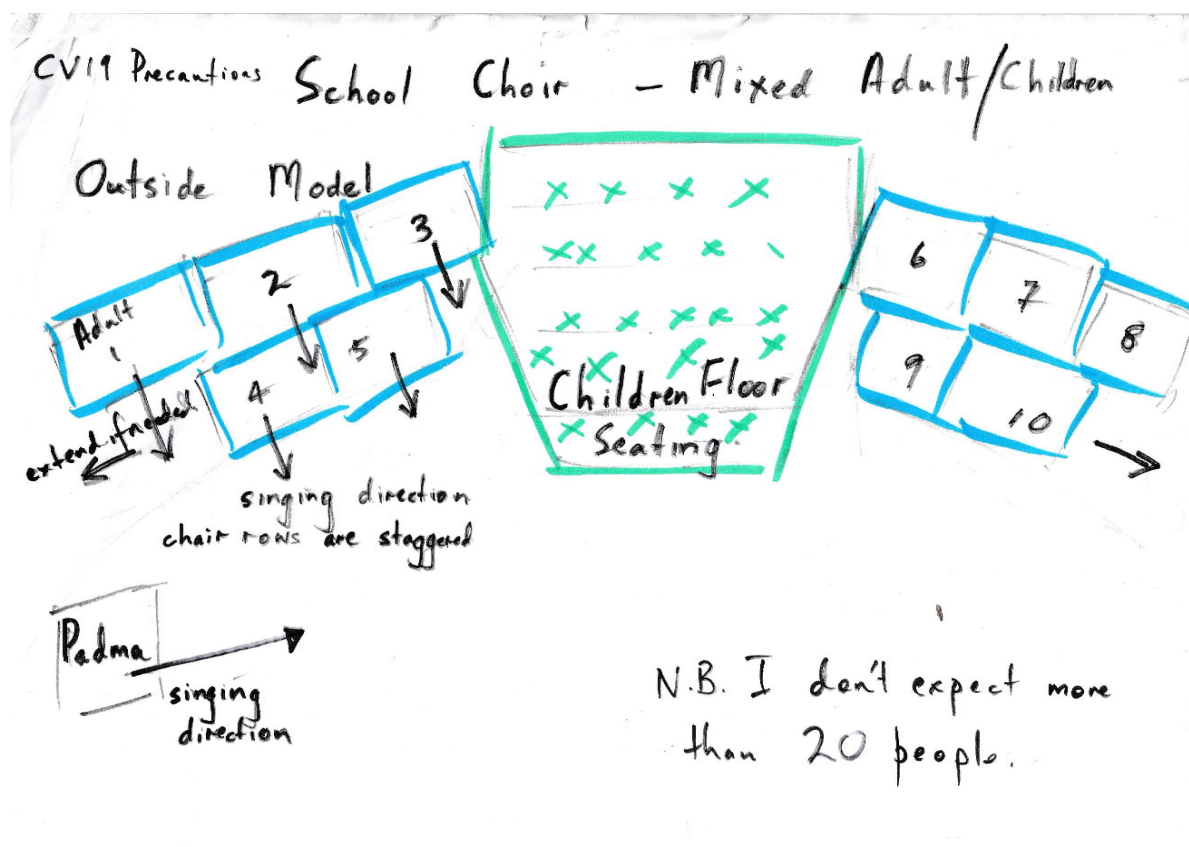 CV19 Precautions School Choir – Mixed Adult/Children
Outside Model
3
2
Adult
1
5
4
extend if needed
singing direction
chair rows are staggered
Children Floor
Seating
6
7
8
9
10
Padma
singing
direction
N.B. I don't expect more
than 20 people.